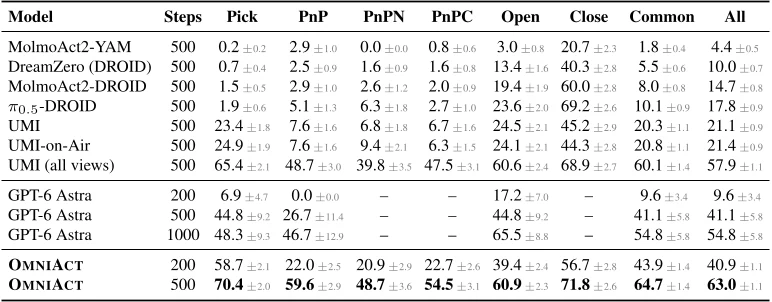 Model Steps Pick PnP PnPN PnPC Open Close Common All
MolmoAct2-YAM 500 0.2 ±0.2 2.9 ±1.0 0.0 ±0.0 0.8 ±0.6 3.0 ±0.8 20.7 ±2.3 1.8 ±0.4 4.4 ±0.5
DreamZero (DROID) 500 0.7 ±0.4 2.5 ±0.9 1.6 ±0.9 1.6 ±0.8 13.4 ±1.6 40.3 ±2.8 5.5 ±0.6 10.0 ±0.7
MolmoAct2-DROID 500 1.5 ±0.5 2.9 ±1.0 2.6 ±1.2 2.0 ±0.9 19.4 ±1.9 60.0 ±2.8 8.0 ±0.8 14.7 ±0.8
π0.5-DROID 500 1.9 ±0.6 5.1 ±1.3 6.3 ±1.8 2.7 ±1.0 23.6 ±2.0 69.2 ±2.6 10.1 ±0.9 17.8 ±0.9
UMI 500 23.4 ±1.8 7.6 ±1.6 6.8 ±1.8 6.7 ±1.6 24.5 ±2.1 45.2 ±2.9 20.3 ±1.1 21.1 ±0.9
UMI-on-Air 500 24.9 ±1.9 7.6 ±1.6 9.4 ±2.1 6.3 ±1.5 24.1 ±2.1 44.3 ±2.8 20.8 ±1.1 21.4 ±0.9
UMI (all views) 500 65.4 ±2.1 48.7 ±3.0 39.8 ±3.5 47.5 ±3.1 60.6 ±2.4 68.9 ±2.7 60.1 ±1.4 57.9 ±1.1
GPT-6 Astra 200 6.9 ±4.7 0.0 ±0.0 – – 17.2 ±7.0 – 9.6 ±3.4 9.6 ±3.4
GPT-6 Astra 500 44.8 ±9.2 26.7 ±11.4 – – 44.8 ±9.2 – 41.1 ±5.8 41.1 ±5.8
GPT-6 Astra 1000 48.3 ±9.3 46.7 ±12.9 – – 65.5 ±8.8 – 54.8 ±5.8 54.8 ±5.8
OMNIACT 200 58.7 ±2.1 22.0 ±2.5 20.9 ±2.9 22.7 ±2.6 39.4 ±2.4 56.7 ±2.8 43.9 ±1.4 40.9 ±1.1
OMNIACT 500 70.4 ±2.0 59.6 ±2.9 48.7 ±3.6 54.5 ±3.1 60.9 ±2.3 71.8 ±2.6 64.7 ±1.4 63.0 ±1.1